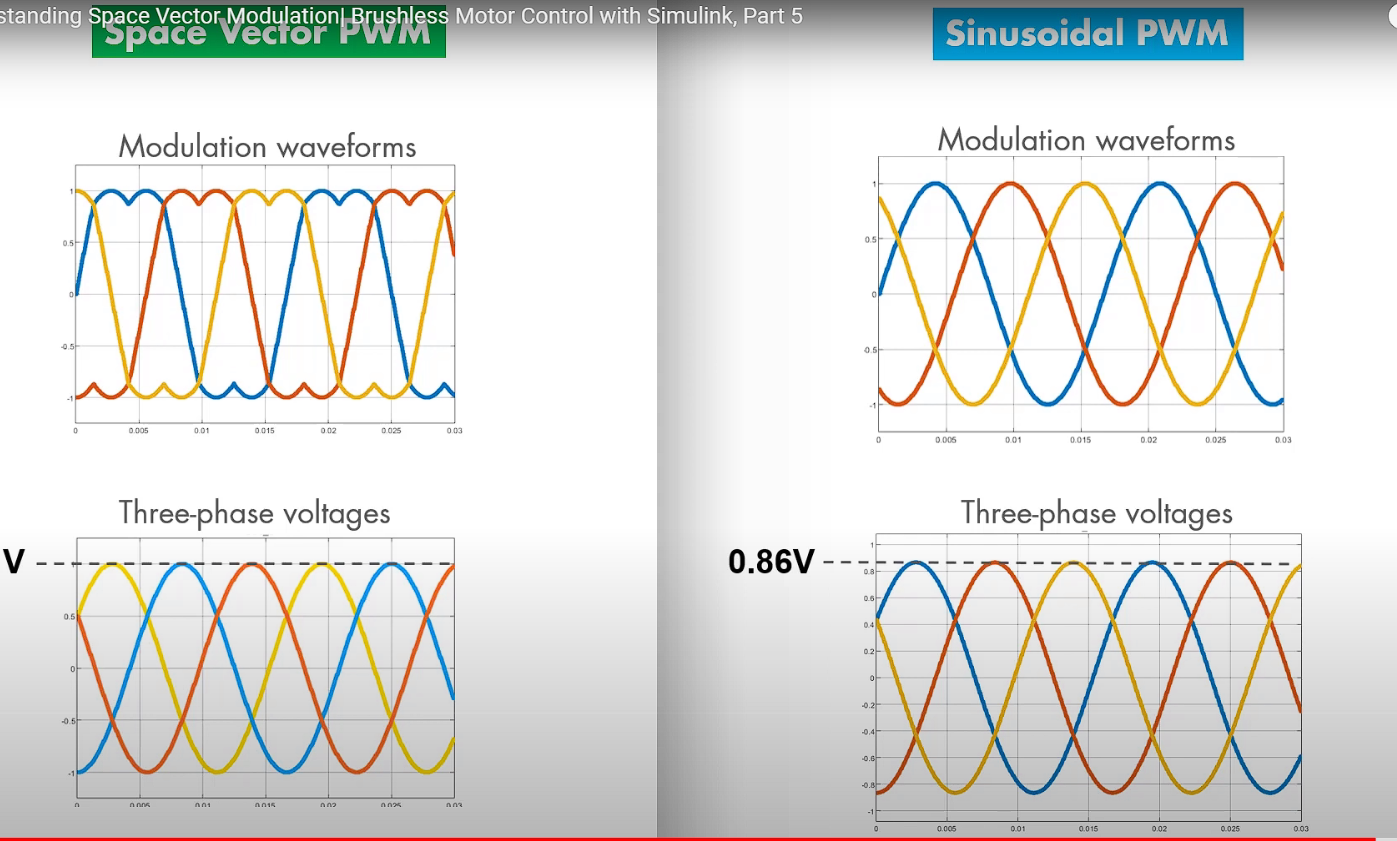 standing Space Vector Modulation| Brushless Motor Control with Simulink, Part 5
Space Vector PWM
Modulation waveforms
1
0.5
0
-0.5
-1
0 0.005 0.01 0.015 0.02 0.025 0.03
Three-phase voltages
V
1
0.5
0
-0.5
-1
0 0.005 0.01 0.015 0.02 0.025 0.03
Sinusoidal PWM
Modulation waveforms
1
0.5
0
-0.5
-1
0 0.005 0.01 0.015 0.02 0.025 0.03
Three-phase voltages
0.86V
1
0.8
0.6
0.4
0.2
0
-0.2
-0.4
-0.6
-0.8
-1
0 0.005 0.01 0.015 0.02 0.025 0.03